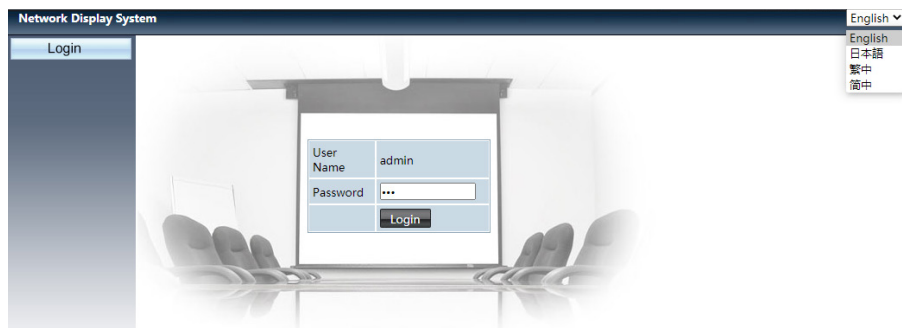 Network Display System
English
English
日本語
繁中
简中
Login
User
Name
admin
Password
•••
Login